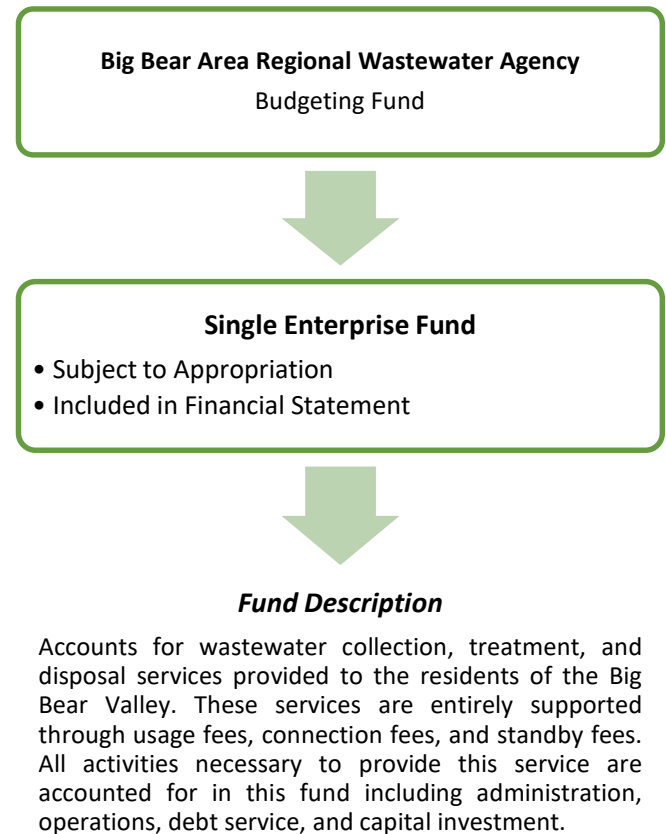 Big Bear Area Regional Wastewater Agency
Budgeting Fund
Single Enterprise Fund
• Subject to Appropriation
• Included in Financial Statement
Fund Description
Accounts for wastewater collection, treatment, and
disposal services provided to the residents of the Big
Bear Valley. These services are entirely supported
through usage fees, connection fees, and standby fees.
All activities necessary to provide this service are
accounted for in this fund including administration,
operations, debt service, and capital investment.